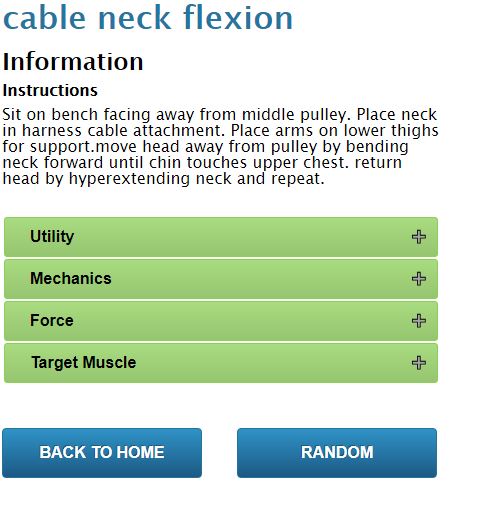 cable neck flexion
Information
Instructions
Sit on bench facing away from middle pulley. Place neck
in harness cable attachment. Place arms on lower thighs
for support.move head away from pulley by bending
neck forward until chin touches upper chest. return
head by hyperextending neck and repeat.
Utility
Mechanics
Force
Target Muscle
BACK TO HOME
RANDOM